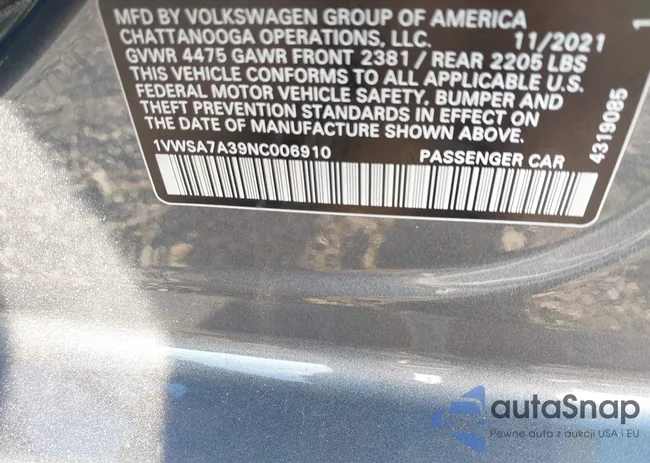 MFD BY VOLKSWAGEN GROUP OF AMERICA
CHATTANOOGA OPERATIONS, LLC. 11/2021
GVWR 4475 GAWR FRONT 2381 / REAR 2205 LBS
THIS VEHICLE CONFORMS TO ALL APPLICABLE U.S.
FEDERAL MOTOR VEHICLE SAFETY, BUMPER AND
THEFT PREVENTION STANDARDS IN EFFECT ON
THE DATE OF MANUFACTURE SHOWN ABOVE.
1VWSA7A39NC006910 PASSENGER CAR
4319085
1
autaSnap
Pewne auta z aukcji USA i EU